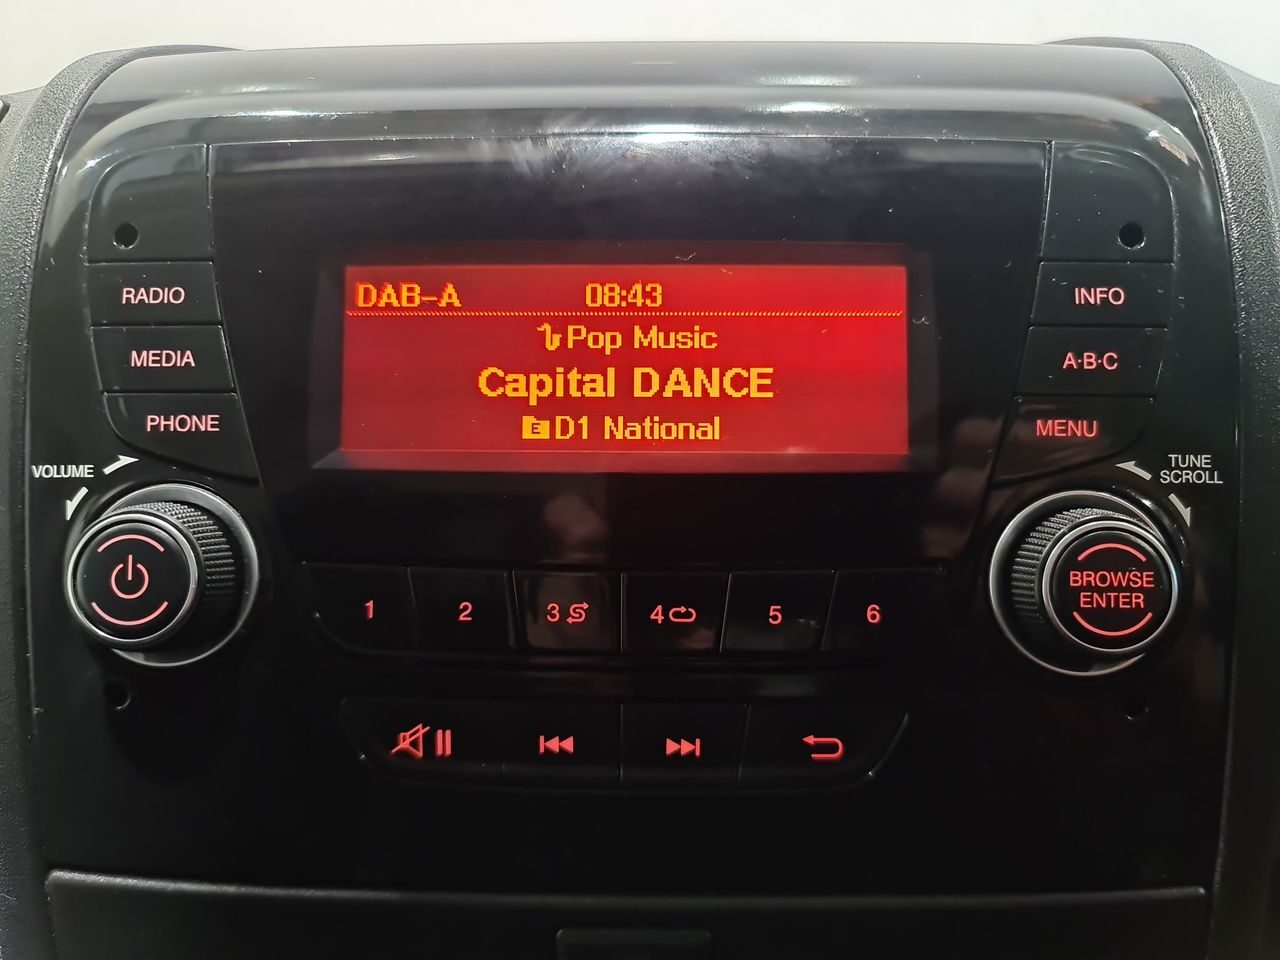 DAB-A 08:43
Pop Music
Capital DANCE
E D1 National
RADIO
MEDIA
PHONE
VOLUME
INFO
A·B·C
MENU
TUNE
SCROLL
BROWSE
ENTER
1 2 3 4 5 6